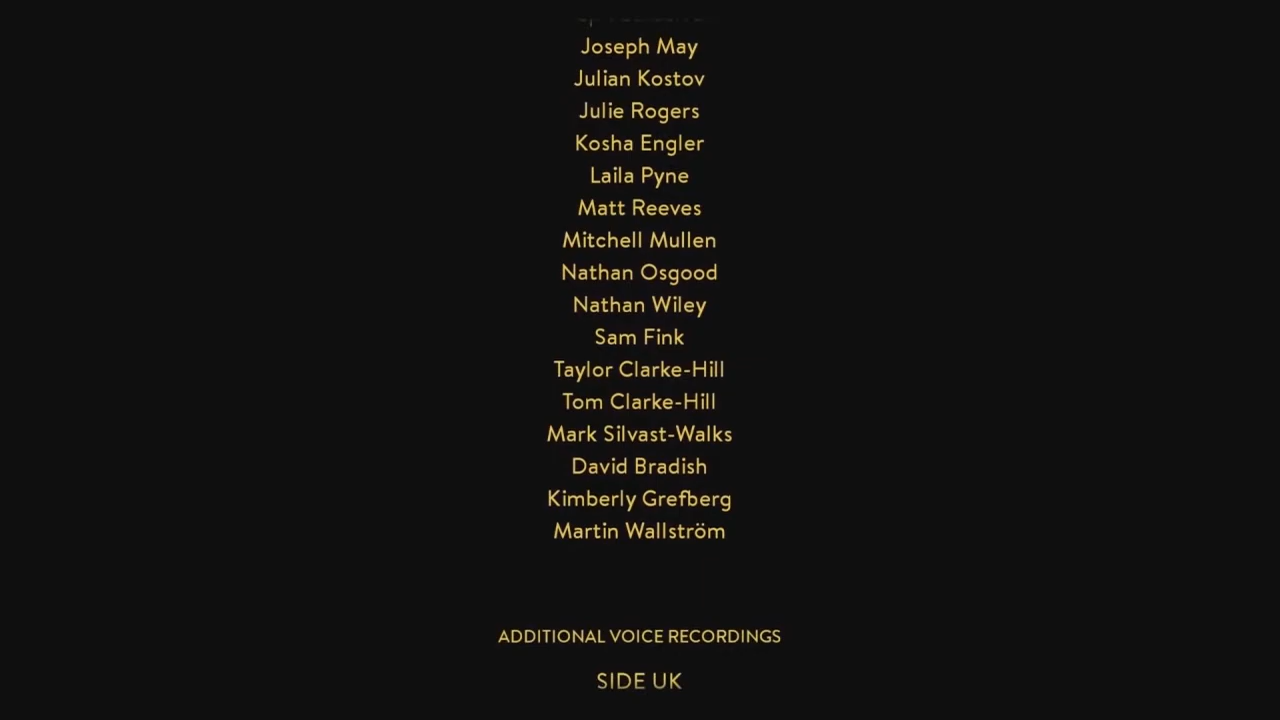 Joseph May
Julian Kostov
Julie Rogers
Kosha Engler
Laila Pyne
Matt Reeves
Mitchell Mullen
Nathan Osgood
Nathan Wiley
Sam Fink
Taylor Clarke-Hill
Tom Clarke-Hill
Mark Silvast-Walks
David Bradish
Kimberly Grefberg
Martin Wallström
ADDITIONAL VOICE RECORDINGS
SIDE UK